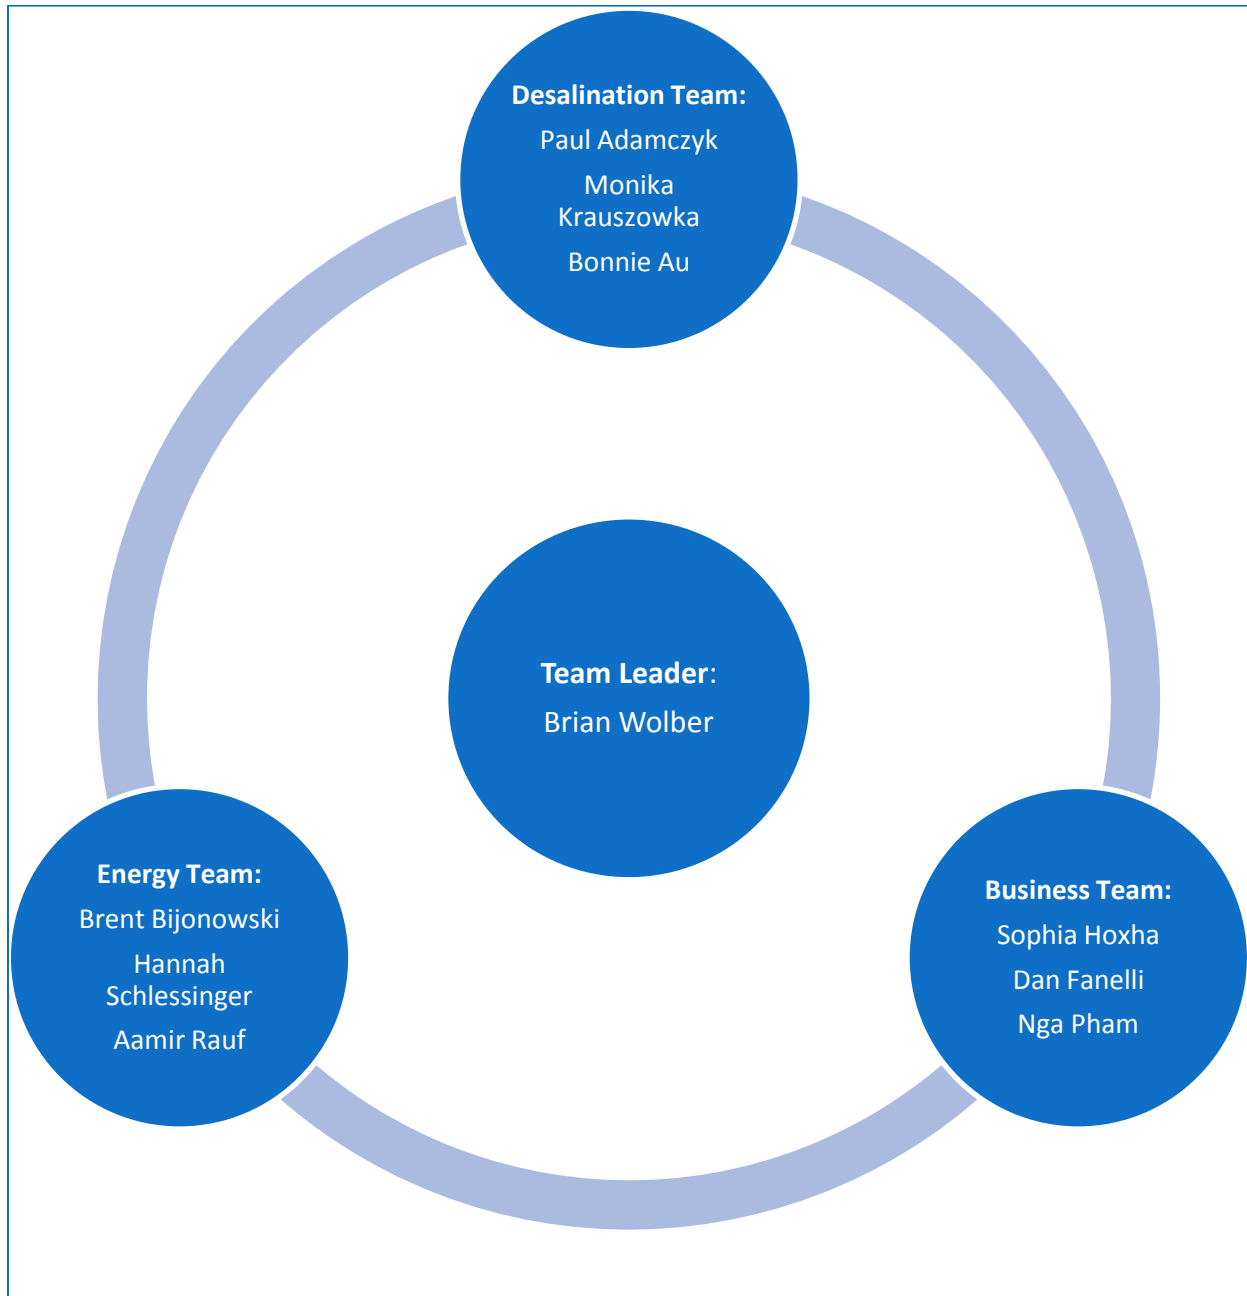 Desalination Team:
Paul Adamczyk
Monika
Krauszowka
Bonnie Au
Team Leader:
Brian Wolber
Energy Team:
Brent Bijonowski
Hannah
Schlessinger
Aamir Rauf
Business Team:
Sophia Hoxha
Dan Fanelli
Nga Pham